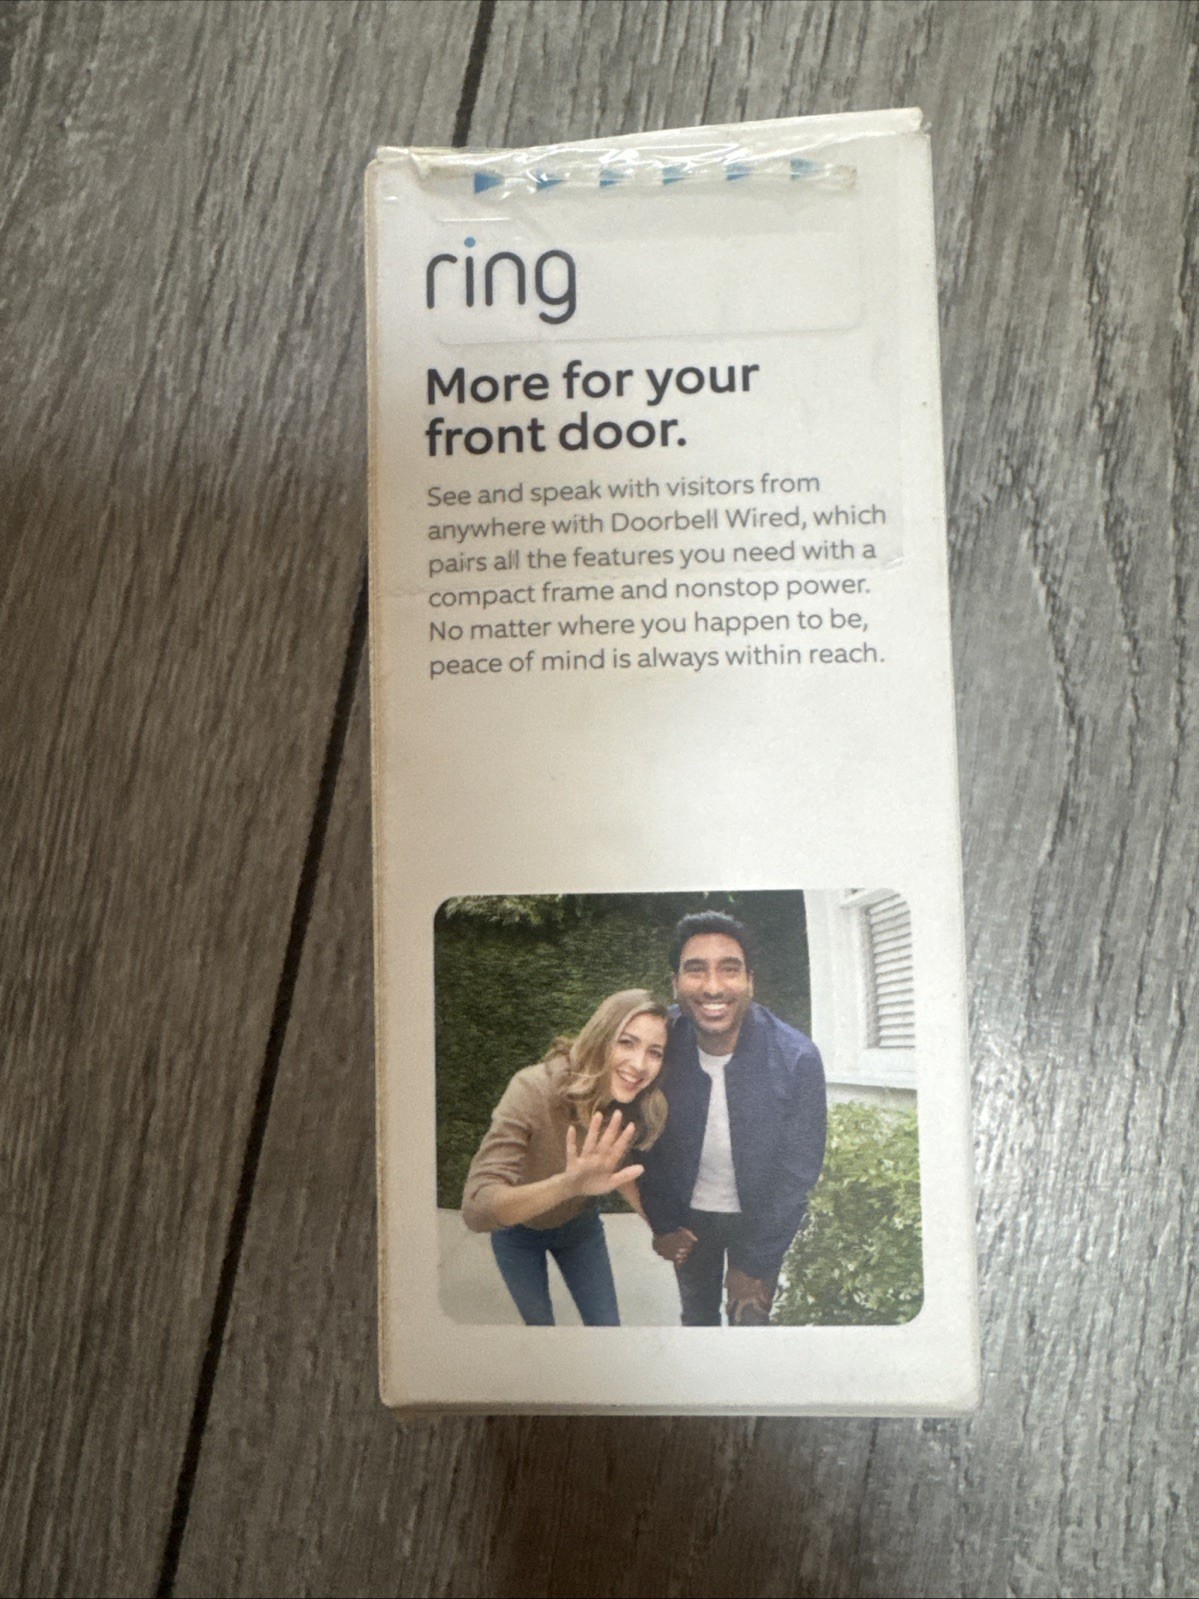 ring
More for your
front door.
See and speak with visitors from
anywhere with Doorbell Wired, which
pairs all the features you need with a
compact frame and nonstop power.
No matter where you happen to be,
peace of mind is always within reach.